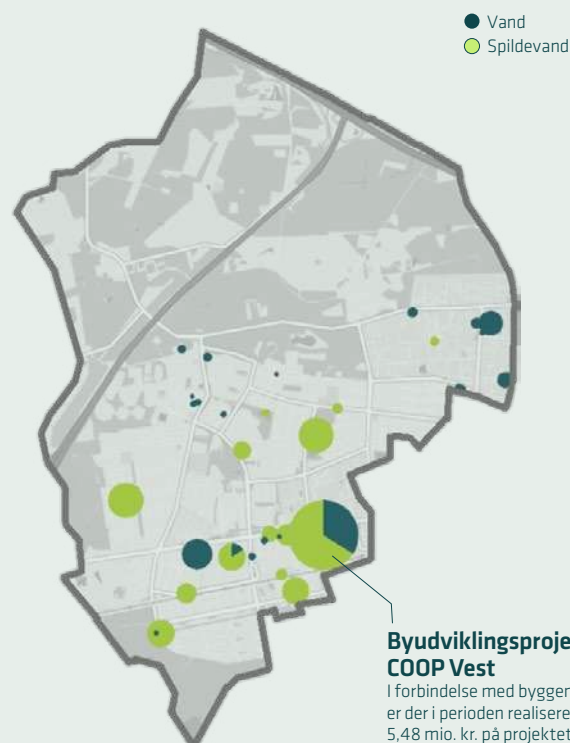 Vand
Spildevand
Byudviklingsproje
COOP Vest
I forbindelse med bygger
er der i perioden realisere
5,48 mio. kr. på projektet